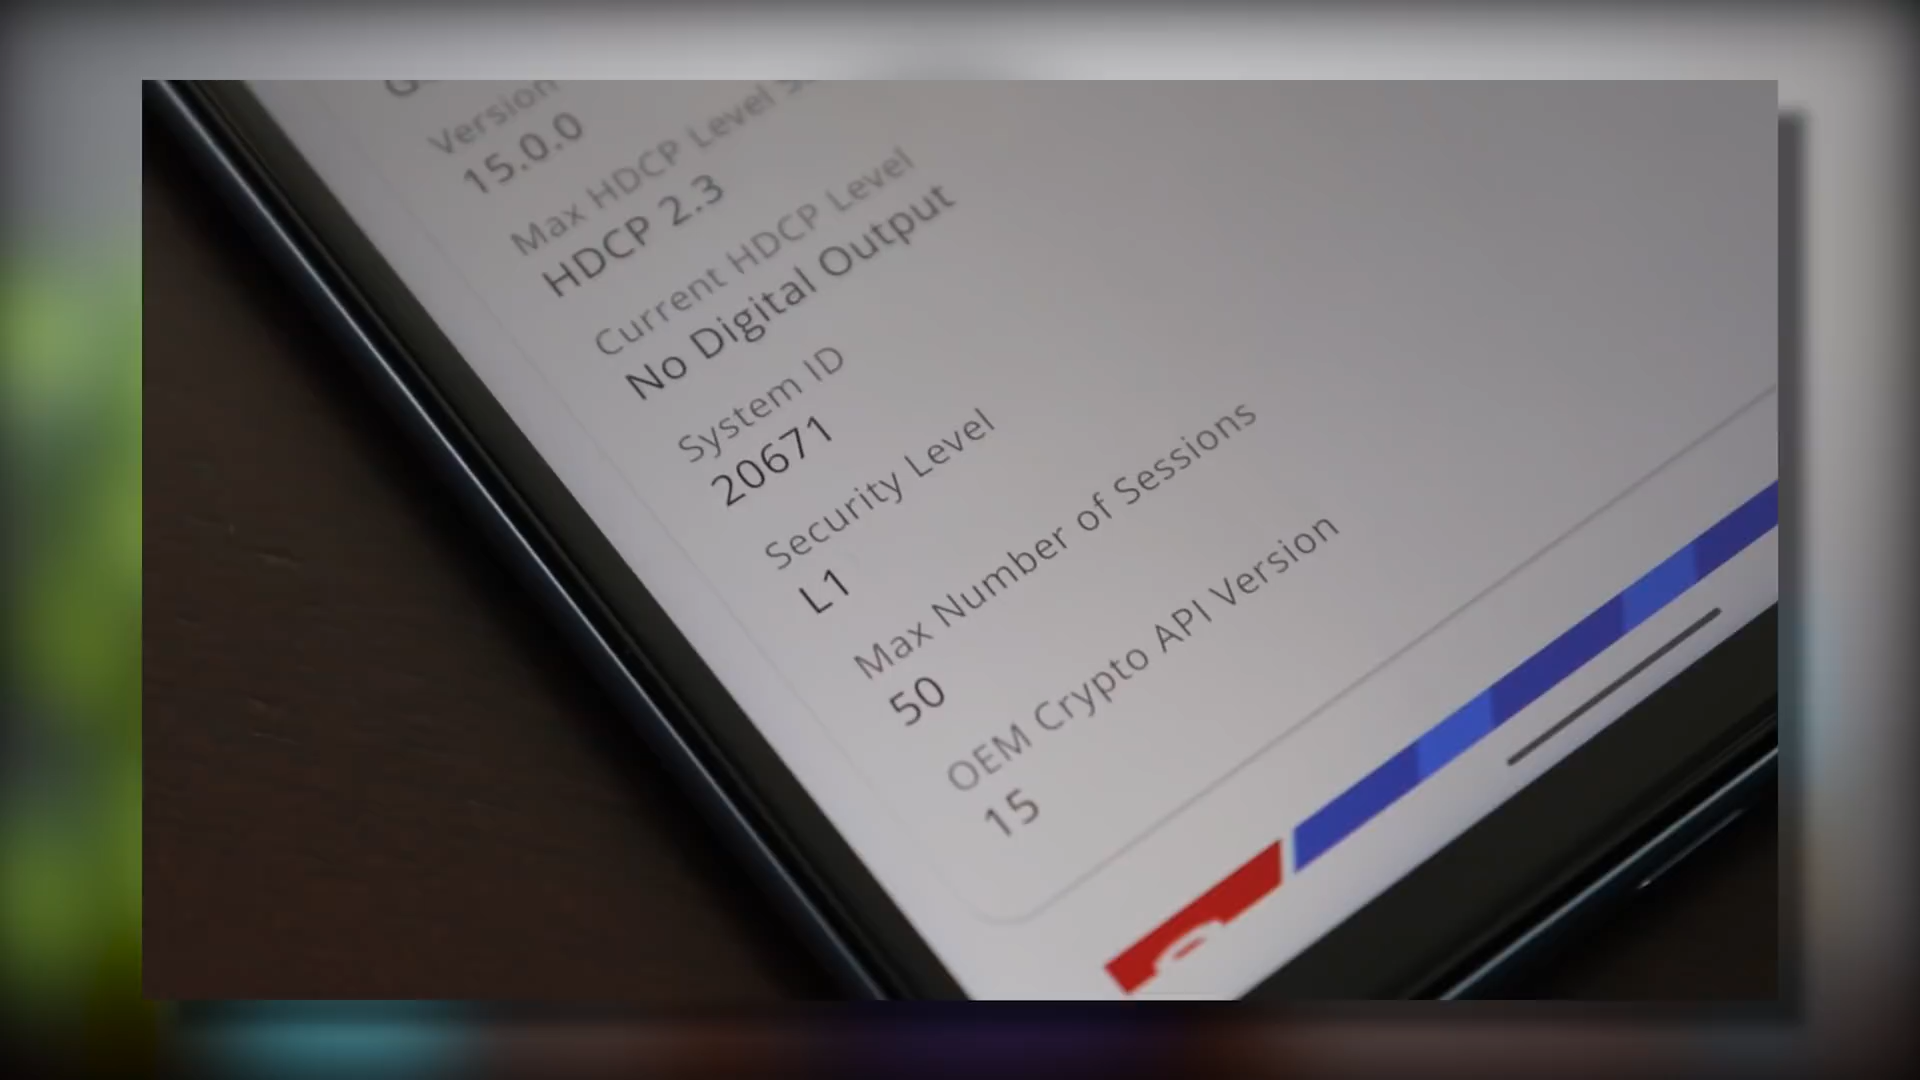 Version
15.0.0
Max HDCP Level
HDCP 2.3
Current HDCP Level
No Digital Output
System ID
20671
Security Level
L1
Max Number of Sessions
50
OEM Crypto API Version
15